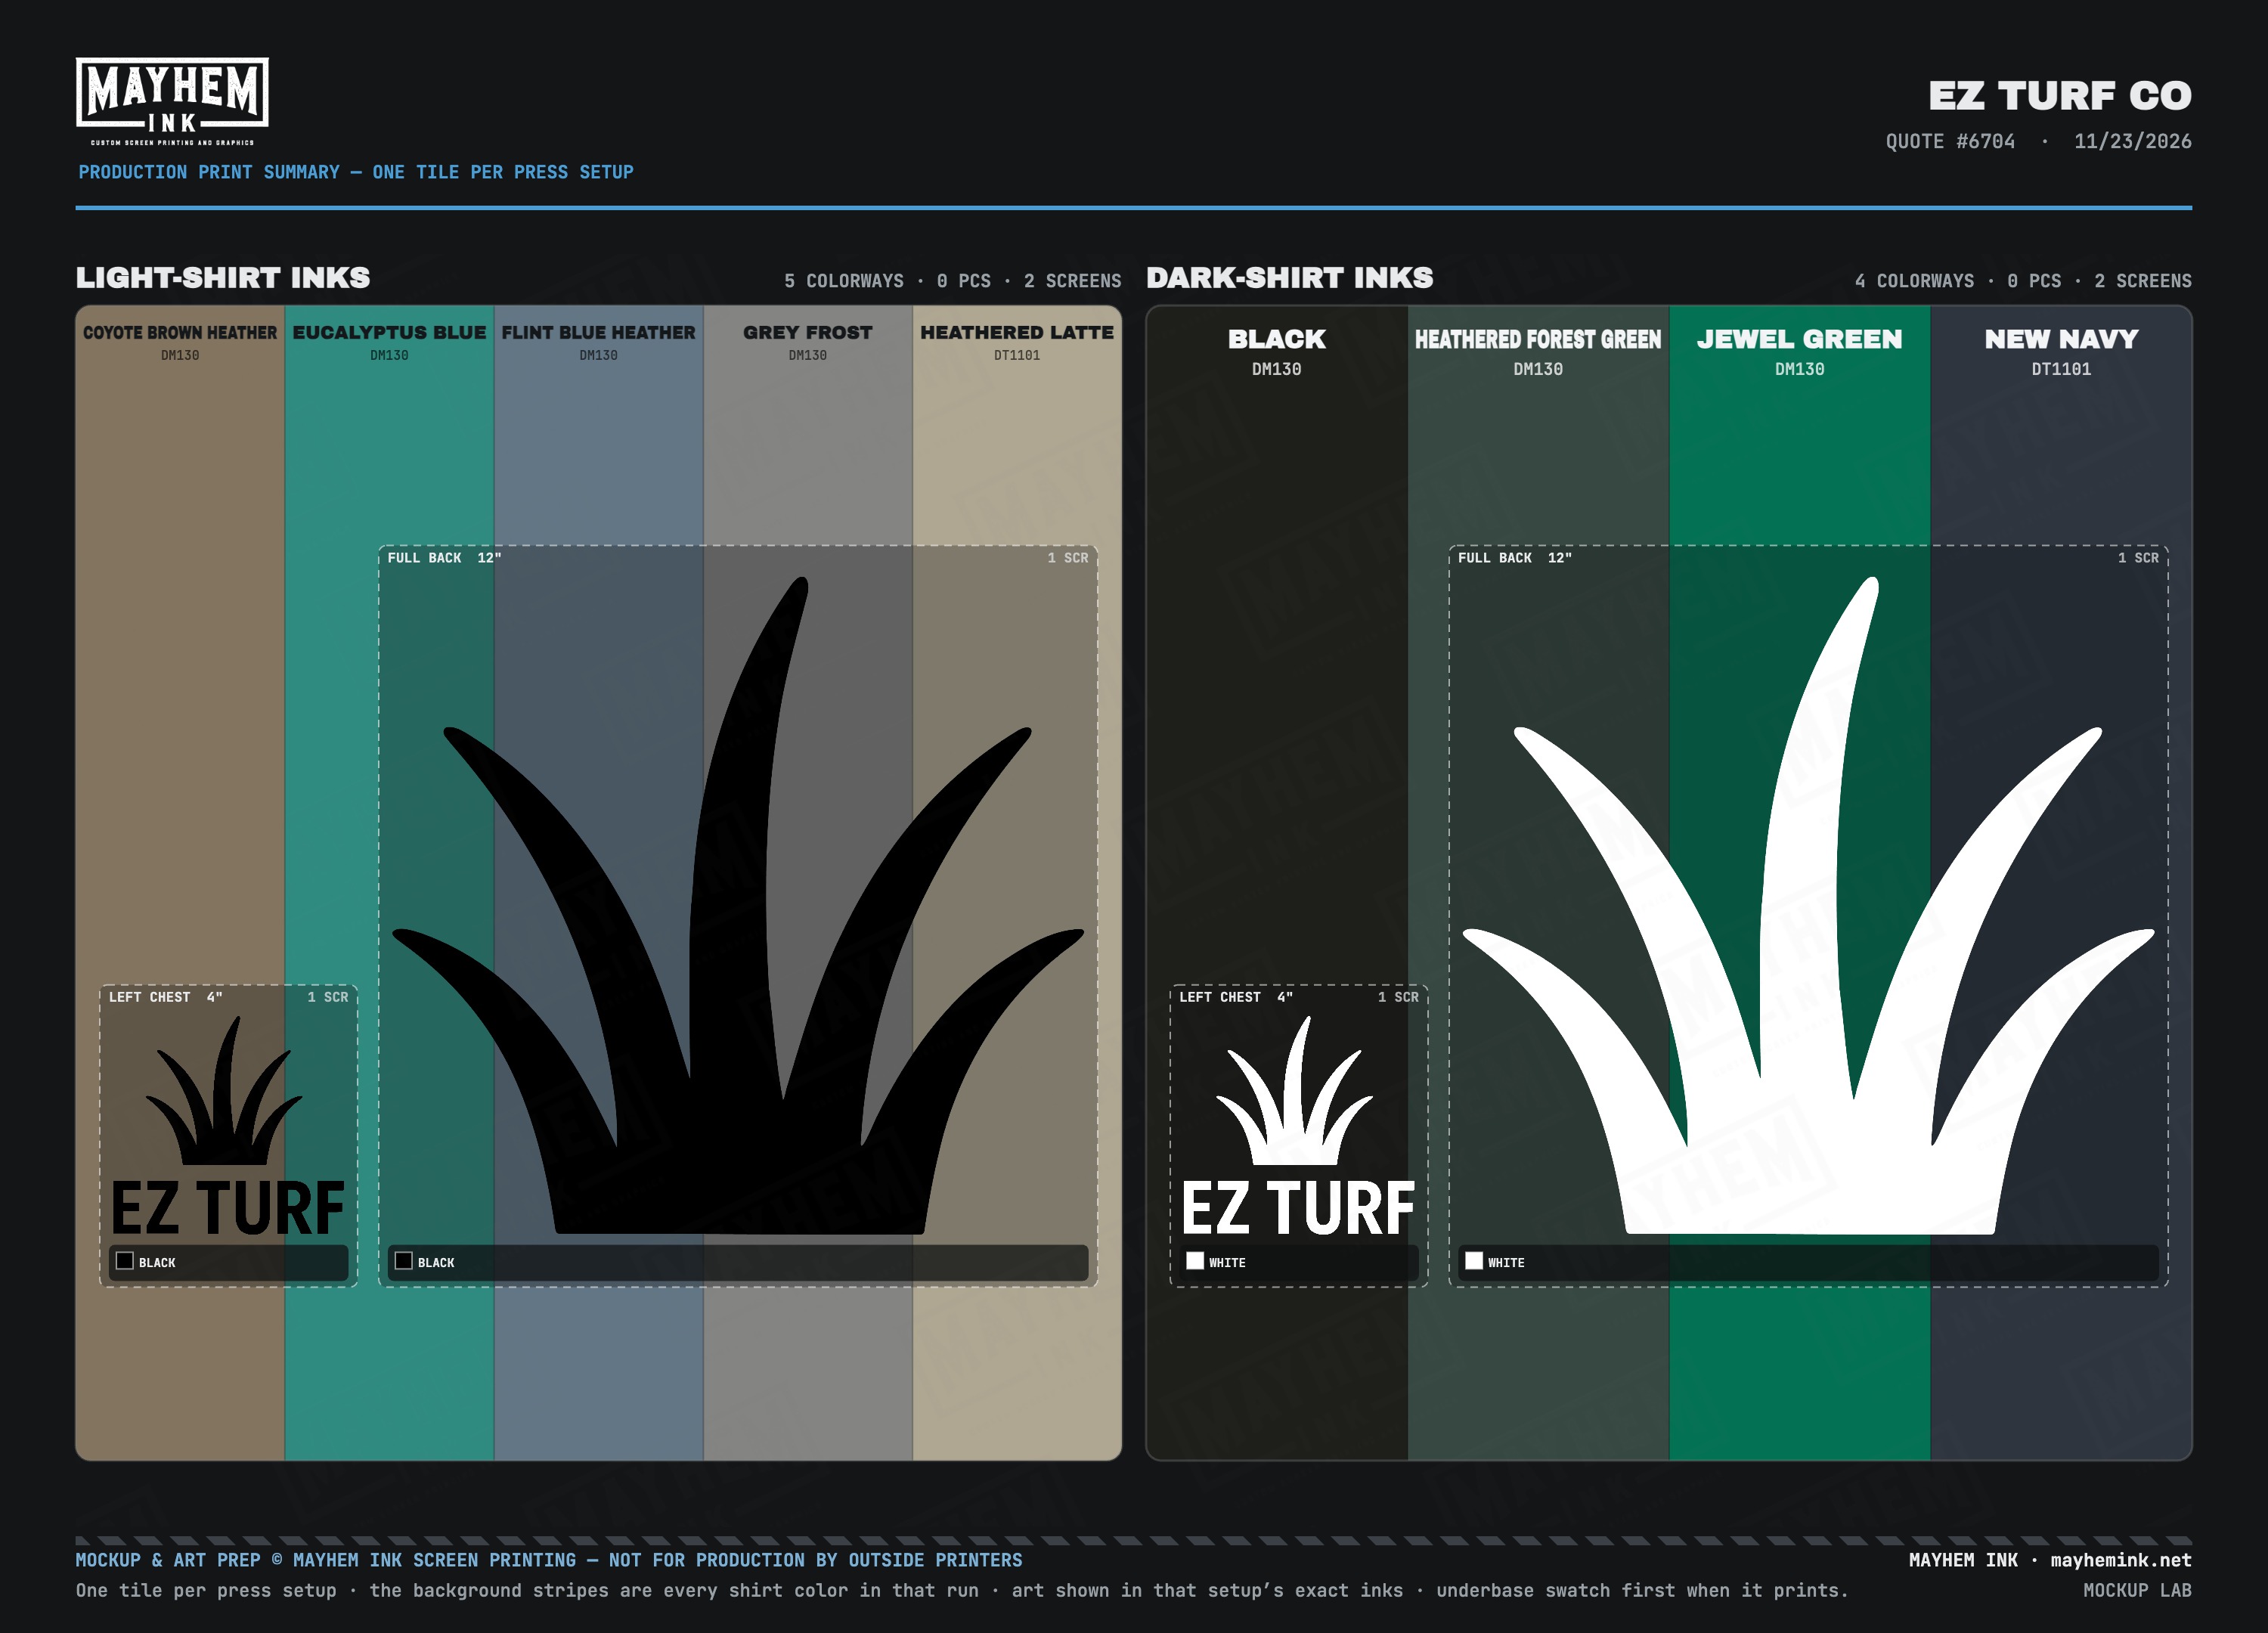 MAYHEM
INK
CUSTOM SCREEN PRINTING AND GRAPHICS
PRODUCTION PRINT SUMMARY — ONE TILE PER PRESS SETUP
EZ TURF CO
QUOTE #6704 · 11/23/2026
LIGHT-SHIRT INKS
5 COLORWAYS · 0 PCS · 2 SCREENS
COYOTE BROWN HEATHER
DM130
EUCALYPTUS BLUE
DM130
FLINT BLUE HEATHER
DM130
GREY FROST
DM130
HEATHERED LATTE
DT1101
FULL BACK 12"
1 SCR
LEFT CHEST 4"
1 SCR
EZ TURF
BLACK
BLACK
DARK-SHIRT INKS
4 COLORWAYS · 0 PCS · 2 SCREENS
BLACK
DM130
HEATHERED FOREST GREEN
DM130
JEWEL GREEN
DM130
NEW NAVY
DT1101
FULL BACK 12"
1 SCR
LEFT CHEST 4"
1 SCR
EZ TURF
WHITE
WHITE
MOCKUP & ART PREP © MAYHEM INK SCREEN PRINTING — NOT FOR PRODUCTION BY OUTSIDE PRINTERS
MAYHEM INK · mayhemink.net
One tile per press setup · the background stripes are every shirt color in that run · art shown in that setup's exact inks · underbase swatch first when it prints.
MOCKUP LAB